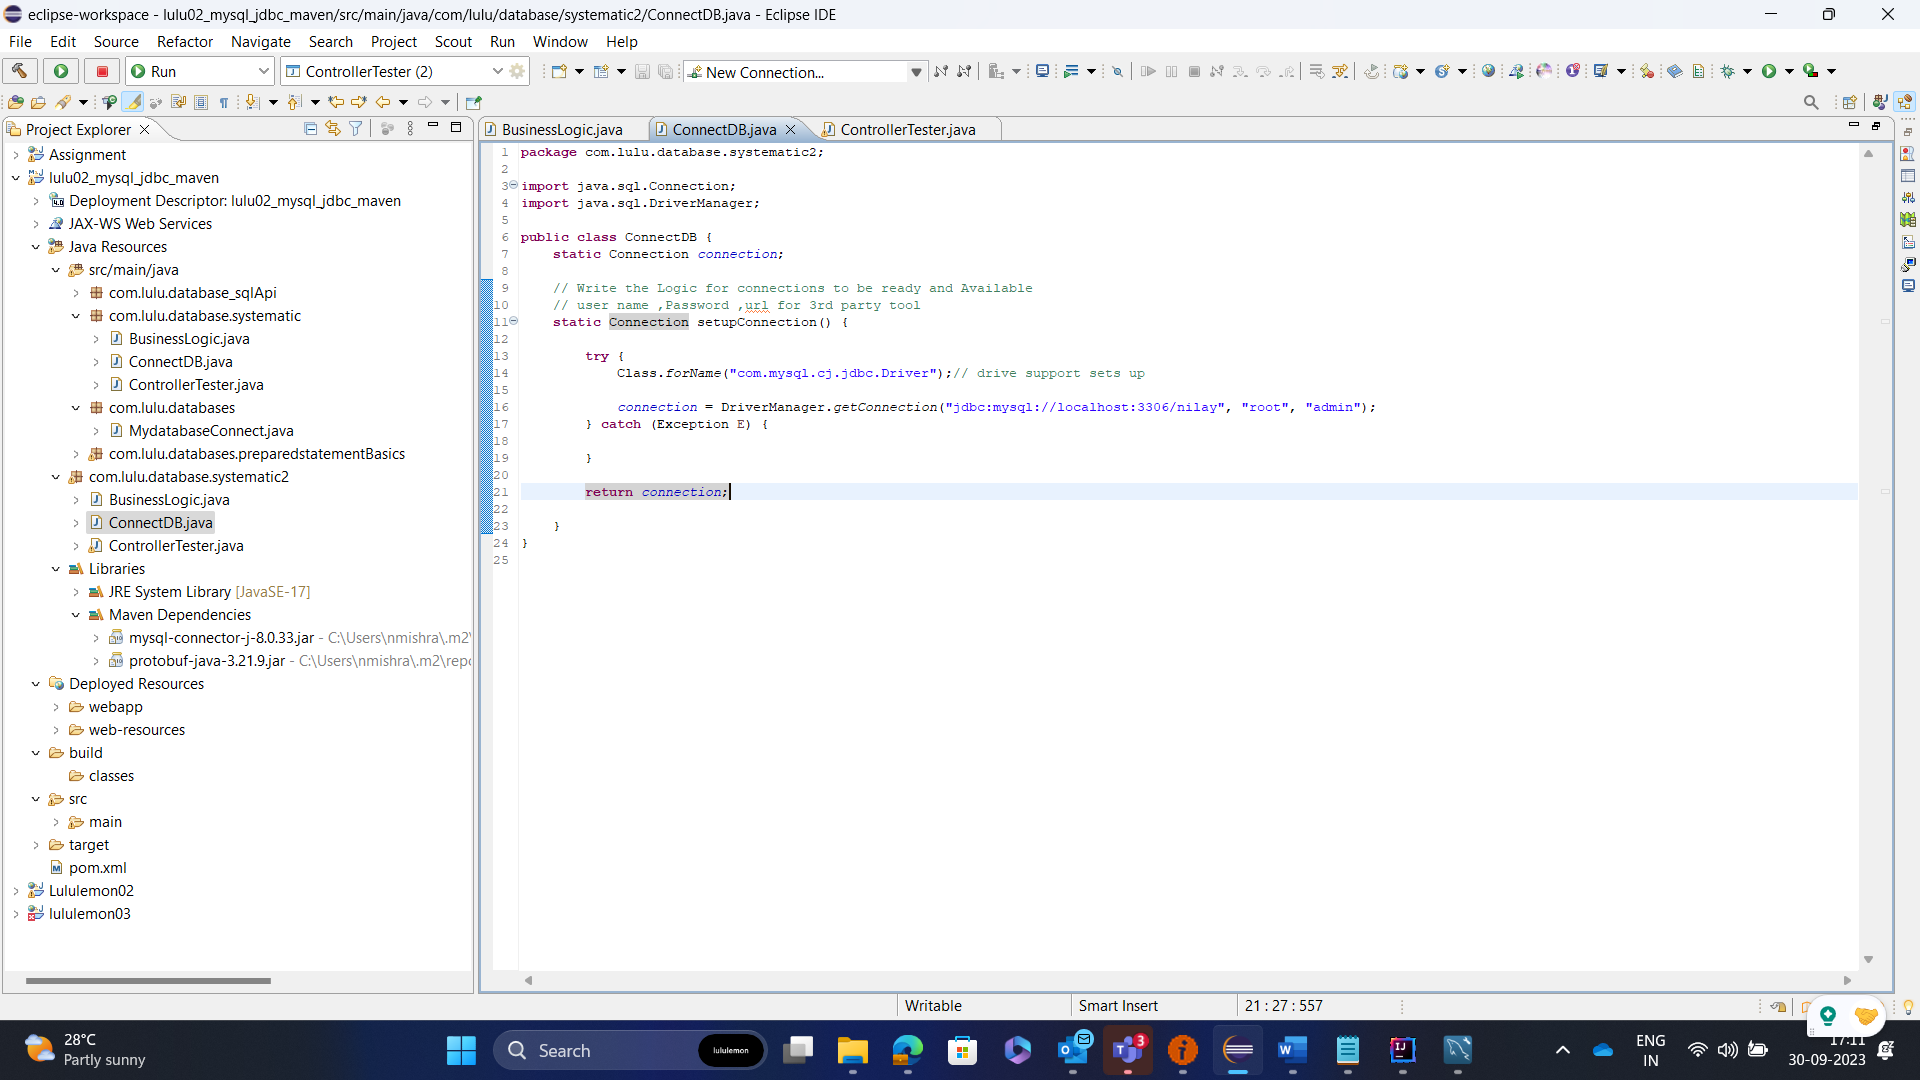 eclipse-workspace - lulu02_mysql_jdbc_maven/src/main/java/com/lulu/database/systematic2/ConnectDB.java - Eclipse IDE
File Edit Source Refactor Navigate Search Project Scout Run Window Help
Run ControllerTester (2) New Connection...
Project Explorer
Assignment
lulu02_mysql_jdbc_maven
Deployment Descriptor: lulu02_mysql_jdbc_maven
JAX-WS Web Services
Java Resources
src/main/java
com.lulu.database_sqlApi
com.lulu.database.systematic
BusinessLogic.java
ConnectDB.java
ControllerTester.java
com.lulu.databases
MydatabaseConnect.java
com.lulu.databases.preparedstatementBasics
com.lulu.database.systematic2
BusinessLogic.java
ConnectDB.java
ControllerTester.java
Libraries
JRE System Library [JavaSE-17]
Maven Dependencies
mysql-connector-j-8.0.33.jar - C:\Users\nmishra\.m2\
protobuf-java-3.21.9.jar - C:\Users\nmishra\.m2\repo
Deployed Resources
webapp
web-resources
build
classes
src
main
target
pom.xml
Lululemon02
lululemon03
BusinessLogic.java ConnectDB.java ControllerTester.java
1 package com.lulu.database.systematic2;
2
3 import java.sql.Connection;
4 import java.sql.DriverManager;
5
6 public class ConnectDB {
7 static Connection connection;
8
9 // Write the Logic for connections to be ready and Available
10 // user name ,Password ,url for 3rd party tool
11 static Connection setupConnection() {
12
13 try {
14 Class.forName("com.mysql.cj.jdbc.Driver");// drive support sets up
15
16 connection = DriverManager.getConnection("jdbc:mysql://localhost:3306/nilay", "root", "admin");
17 } catch (Exception E) {
18
19 }
20
21 return connection;
22
23 }
24 }
25
Writable Smart Insert 21 : 27 : 557
28°C
Partly sunny
Search
lululemon
3
ENG
IN
17:11
30-09-2023